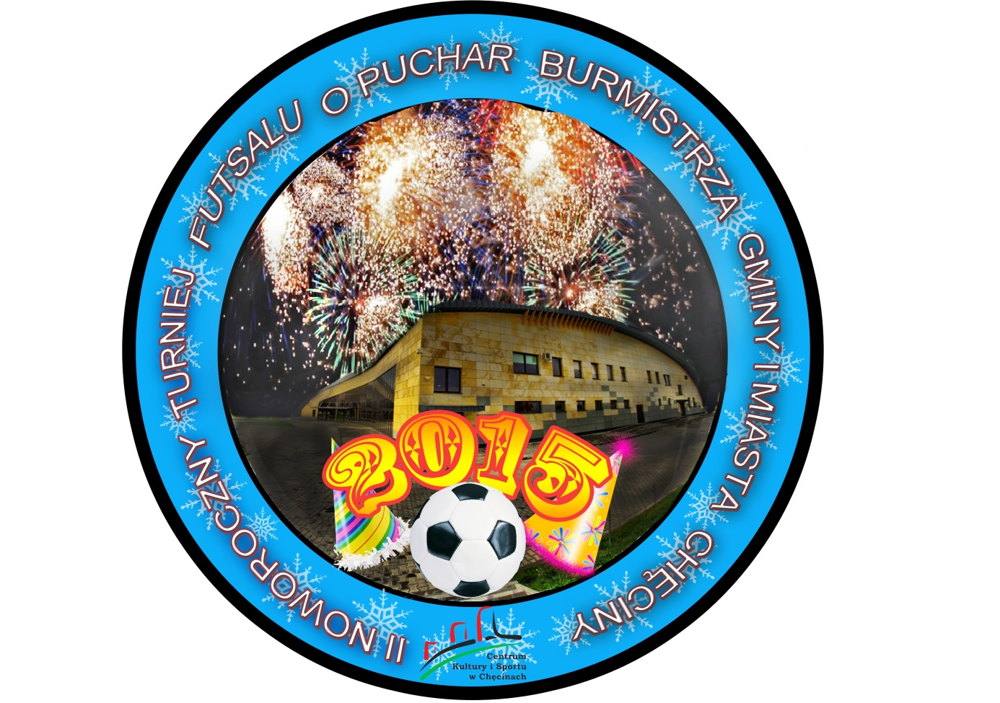 II NOWOROCZNY TURNIEJ FUTSALU O PUCHAR BURMISTRZA GMINY I MIASTA CHĘCINY
2015
Centrum
Kultury i Sportu
w Chęcinach